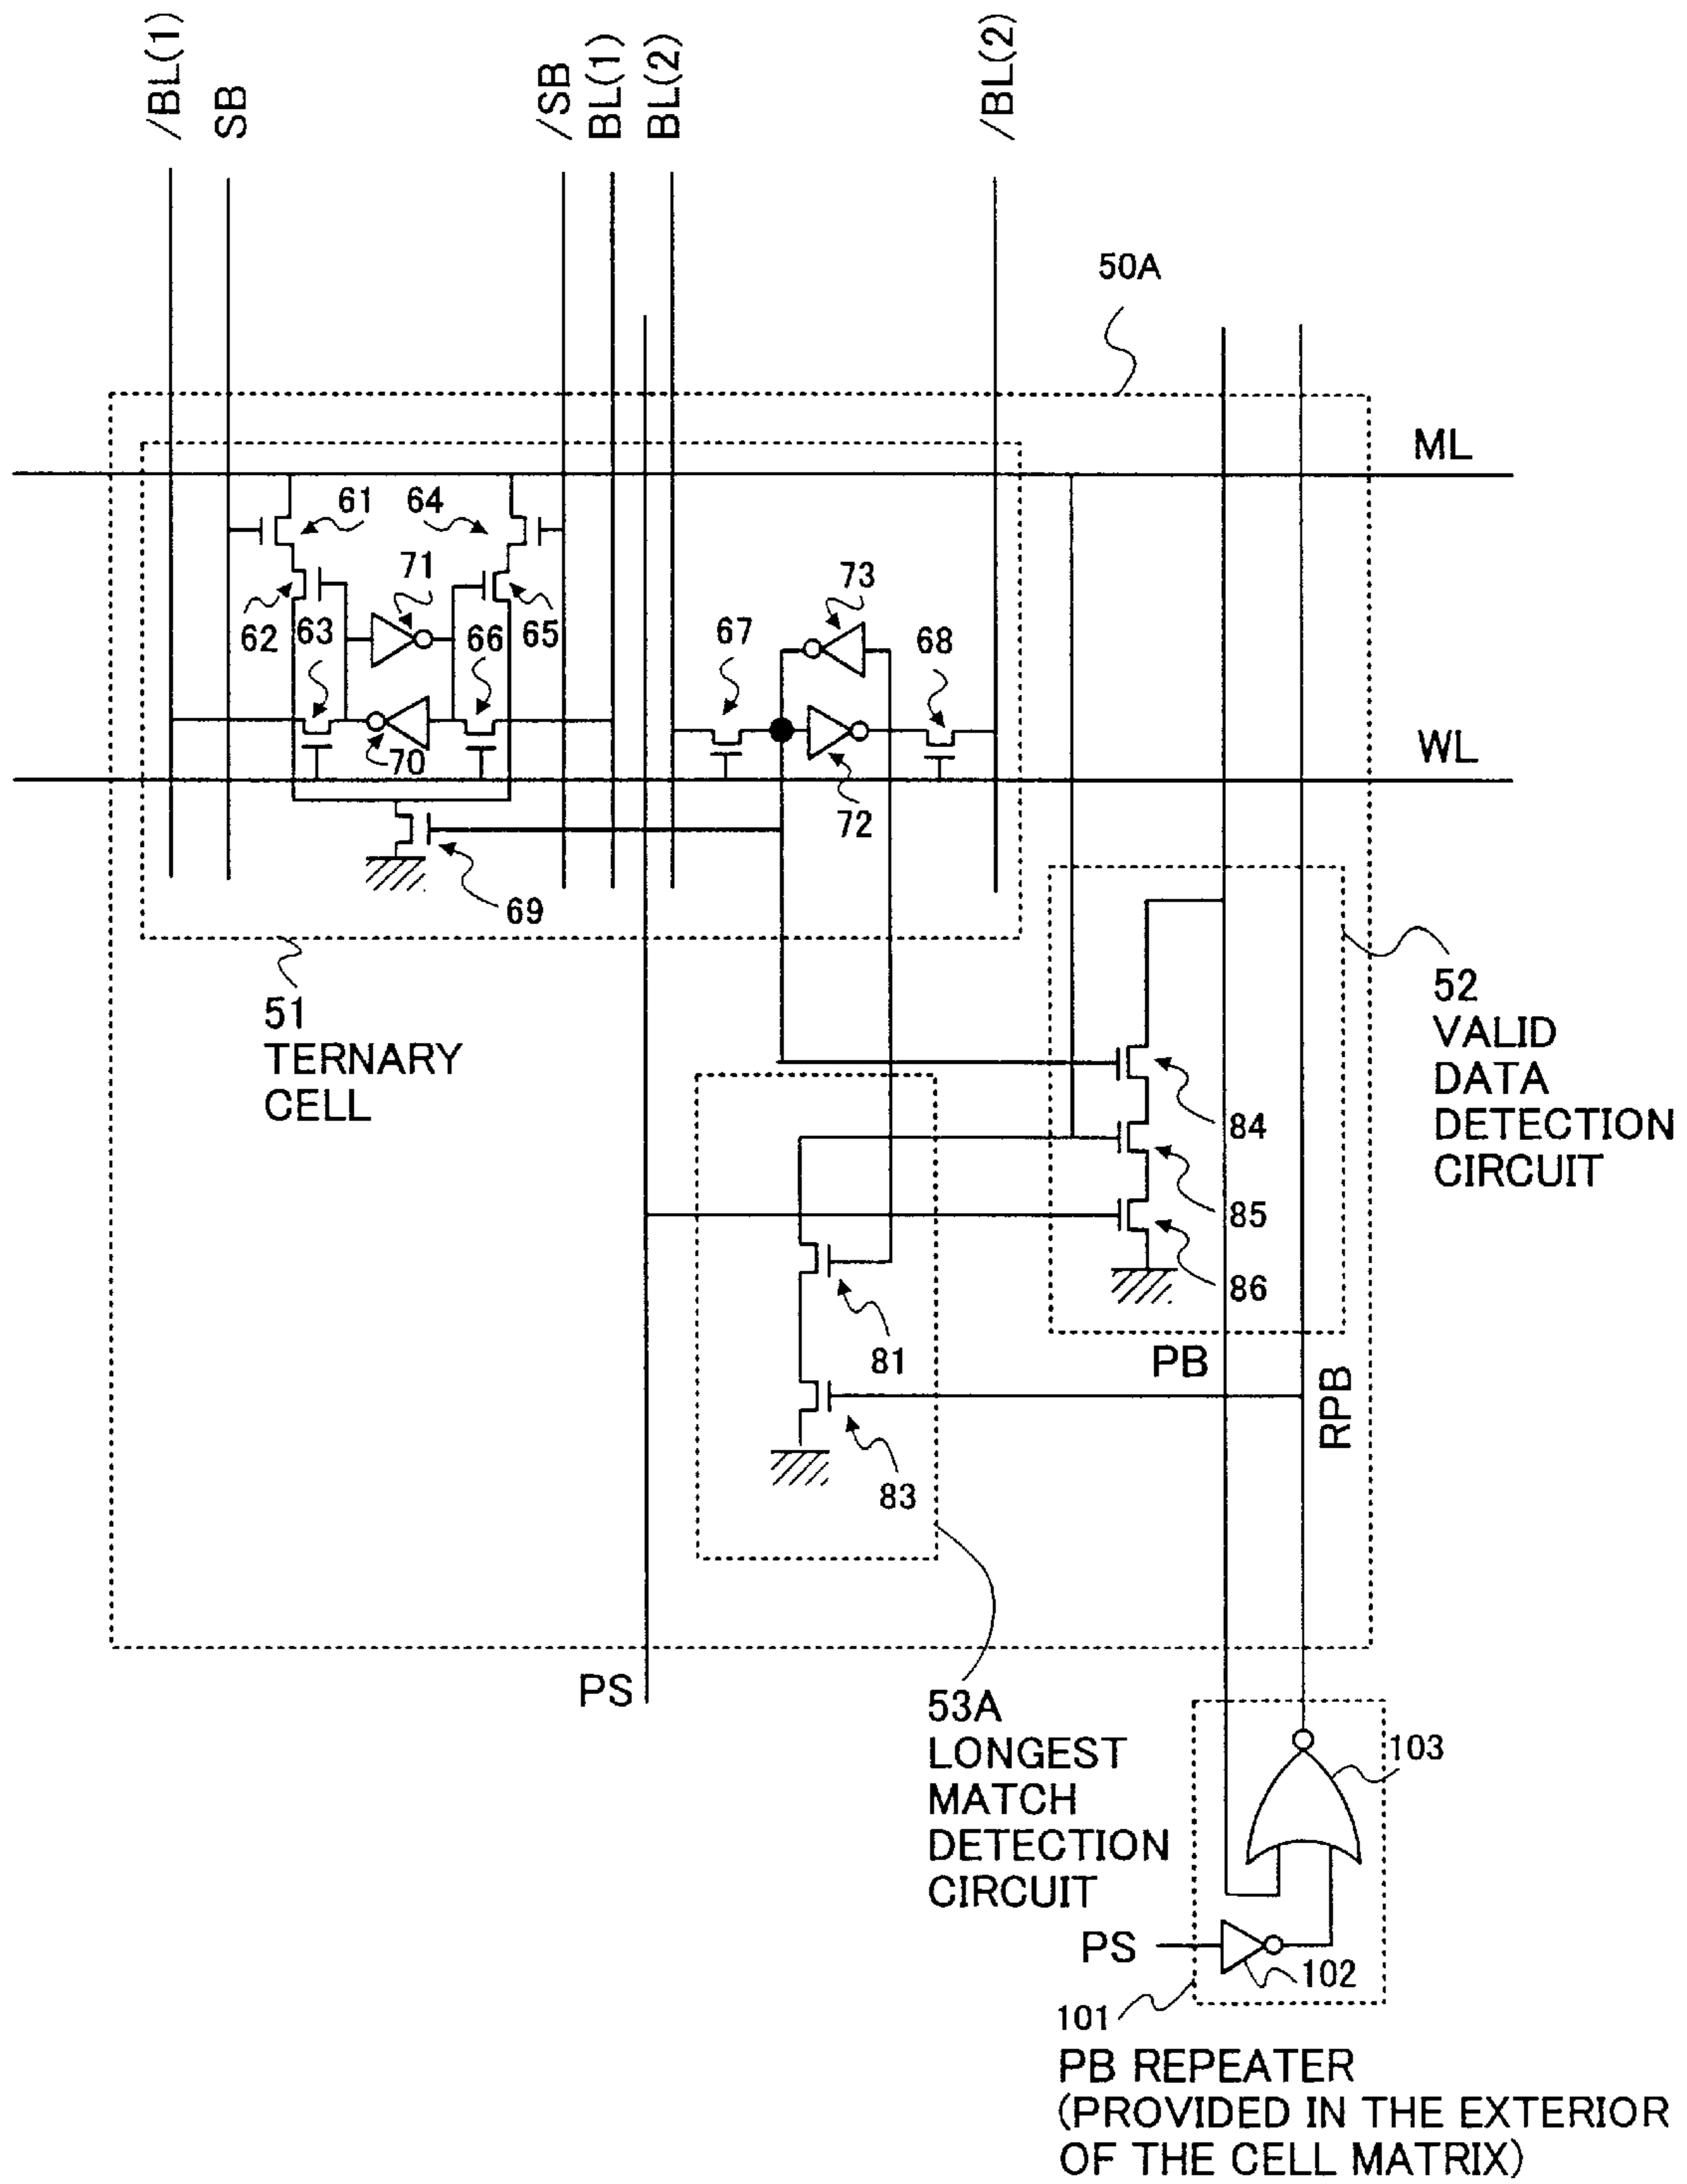 /BL(1)
SB
/SB
BL(1)
BL(2)
/BL(2)
50A
ML
61
64
71
73
62
63
66
65
67
68
70
72
WL
69
51
TERNARY
CELL
52
VALID
DATA
DETECTION
CIRCUIT
84
85
86
81
PB
RPB
83
PS
53A
LONGEST
MATCH
DETECTION
CIRCUIT
103
PS
102
101
PB REPEATER
(PROVIDED IN THE EXTERIOR
OF THE CELL MATRIX)